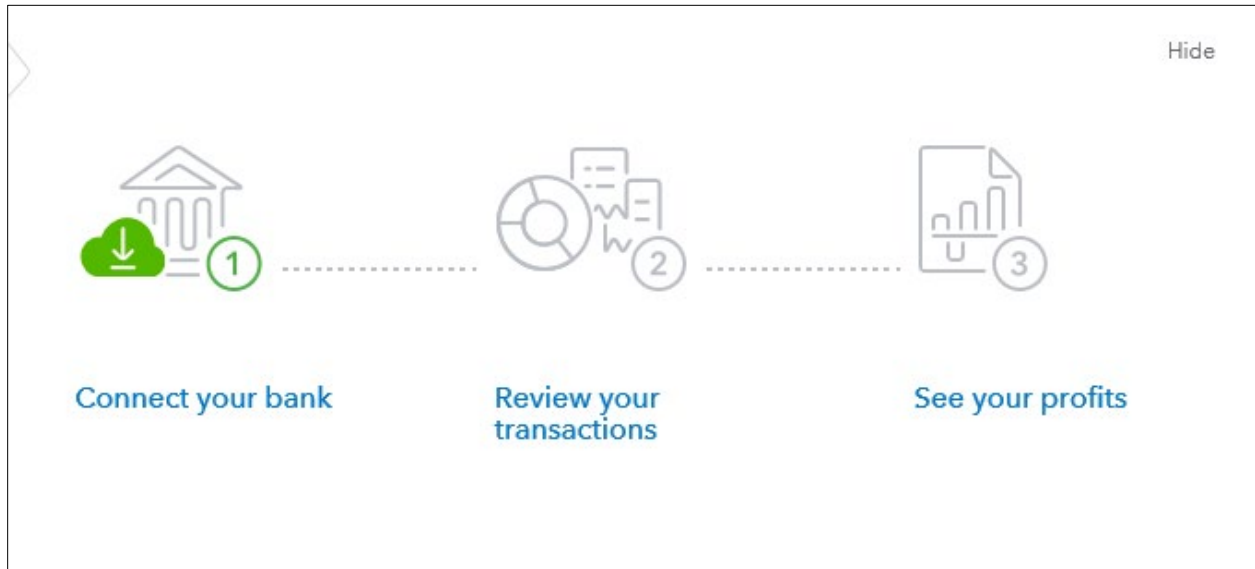 Hide
1
2
3
Connect your bank
Review your
transactions
See your profits